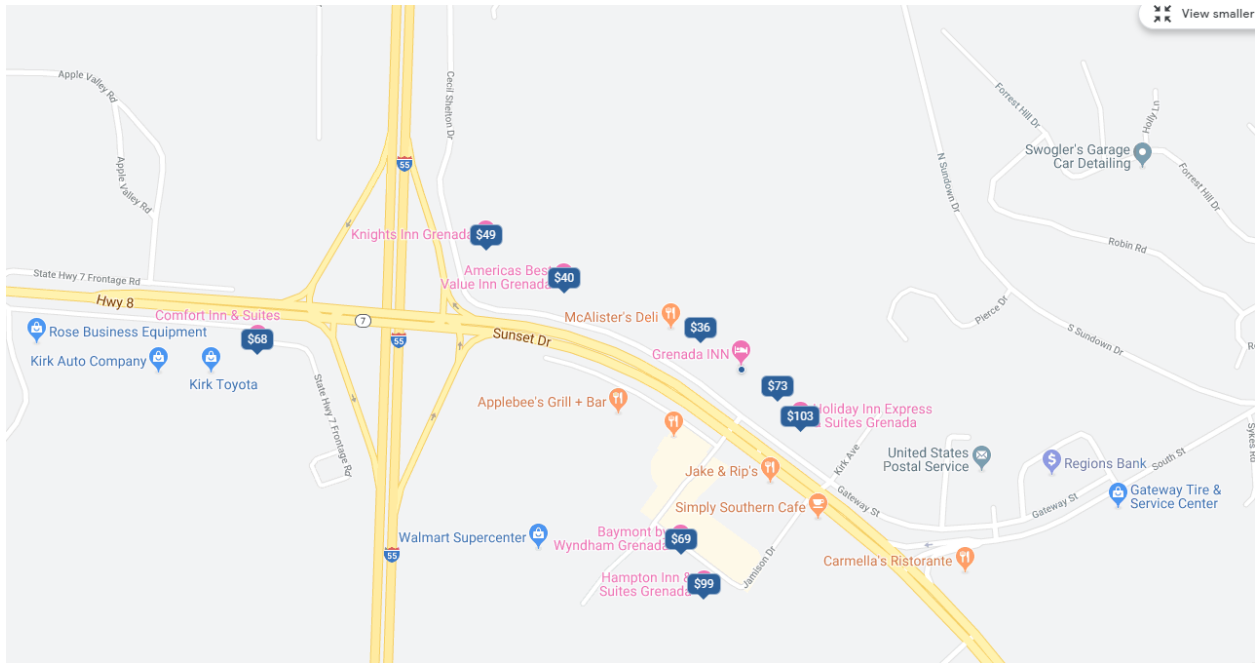 View smaller
Apple Valley Rd
Cecil Shelton Dr
Forrest Hill Dr
Holly Ln
55
Swogler's Garage
Car Detailing
Apple Valley Rd
N Sundown Dr
Forrest Hill Dr
Knights Inn Grenada
$49
Robin Rd
Americas Best
Value Inn Grenada
$40
State Hwy 7 Frontage Rd
Hwy 8
Comfort Inn & Suites
$68
7
McAlister's Deli
$36
Pierce Dr
Rose Business Equipment
55
Sunset Dr
Grenada INN
S Sundown Dr
Kirk Auto Company
Kirk Toyota
$73
Applebee's Grill + Bar
Holiday Inn Express
& Suites Grenada
$103
State Hwy 7 Frontage Rd
Kirk Ave
United States
Postal Service
$
Regions Bank
South St
Sykes Rd
Jake & Rip's
Gateway St
Gateway St
Gateway Tire &
Service Center
Simply Southern Cafe
Walmart Supercenter
Baymont by
Wyndham Grenada
$69
55
Jamison Dr
Carmella's Ristorante
Hampton Inn &
Suites Grenada
$99